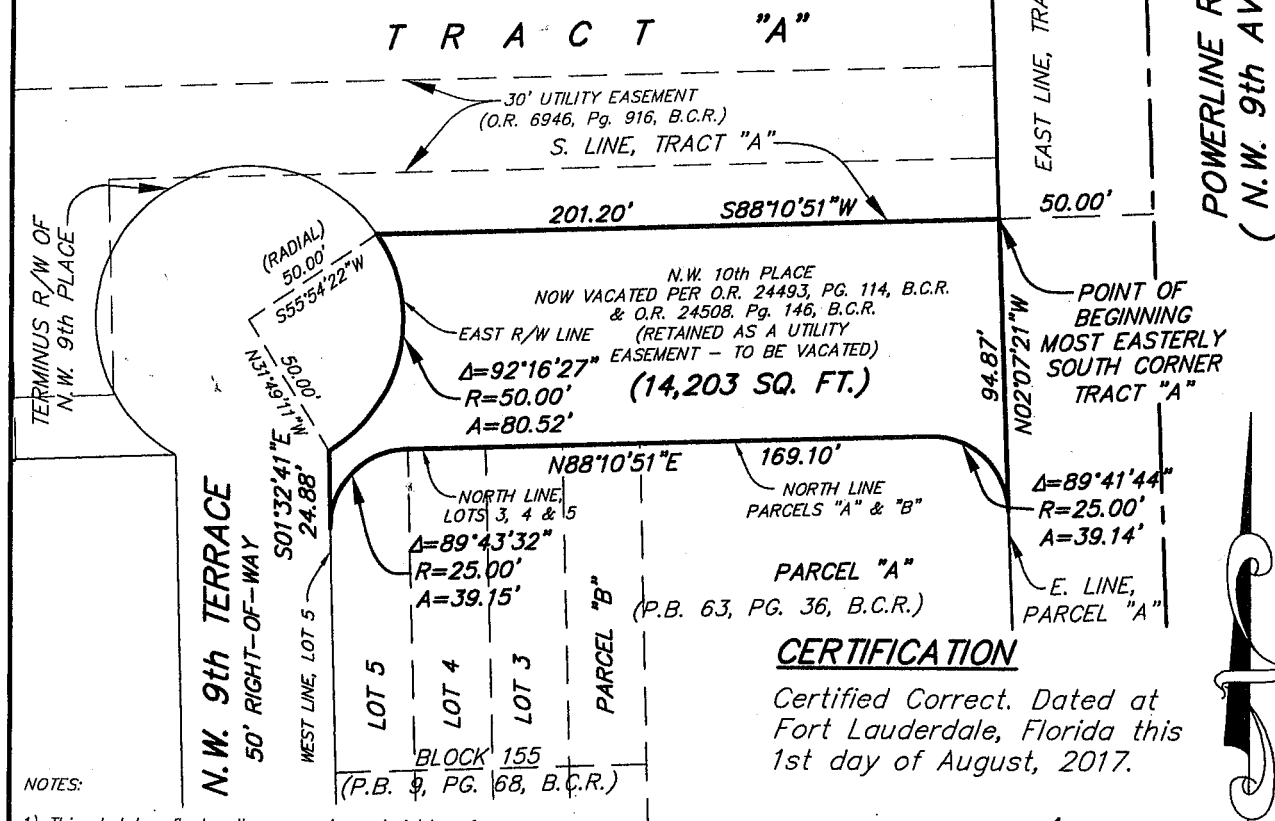 T R A C T "A"
EAST LINE, TRA
POWERLINE R
( N.W. 9th AV
30' UTILITY EASEMENT
(O.R. 6946, Pg. 916, B.C.R.)
S. LINE, TRACT "A"
TERMINUS R/W OF
N.W. 9th PLACE
201.20'
S88°10'51"W
50.00'
(RADIAL)
50.00'
S55°54'22"W
N.W. 10th PLACE
NOW VACATED PER O.R. 24493, PG. 114, B.C.R.
& O.R. 24508. Pg. 146, B.C.R.
(RETAINED AS A UTILITY
EASEMENT – TO BE VACATED)
(14,203 SQ. FT.)
EAST R/W LINE
Δ=92°16'27"
R=50.00'
A=80.52'
50.00'
N31°49'11"W
94.87'
N02°07'21"W
POINT OF
BEGINNING
MOST EASTERLY
SOUTH CORNER
TRACT "A"
S01°32'41"E
24.88'
N88°10'51"E
169.10'
NORTH LINE,
LOTS 3, 4 & 5
NORTH LINE
PARCELS "A" & "B"
Δ=89°43'32"
R=25.00'
A=39.15'
Δ=89°41'44"
R=25.00'
A=39.14'
N.W. 9th TERRACE
50' RIGHT–OF–WAY
WEST LINE, LOT 5
LOT 5
LOT 4
LOT 3
PARCEL "B"
PARCEL "A"
(P.B. 63, PG. 36, B.C.R.)
E. LINE,
PARCEL "A"
BLOCK 155
(P.B. 9, PG. 68, B.C.R.)
CERTIFICATION
Certified Correct. Dated at
Fort Lauderdale, Florida this
1st day of August, 2017.
NOTES: